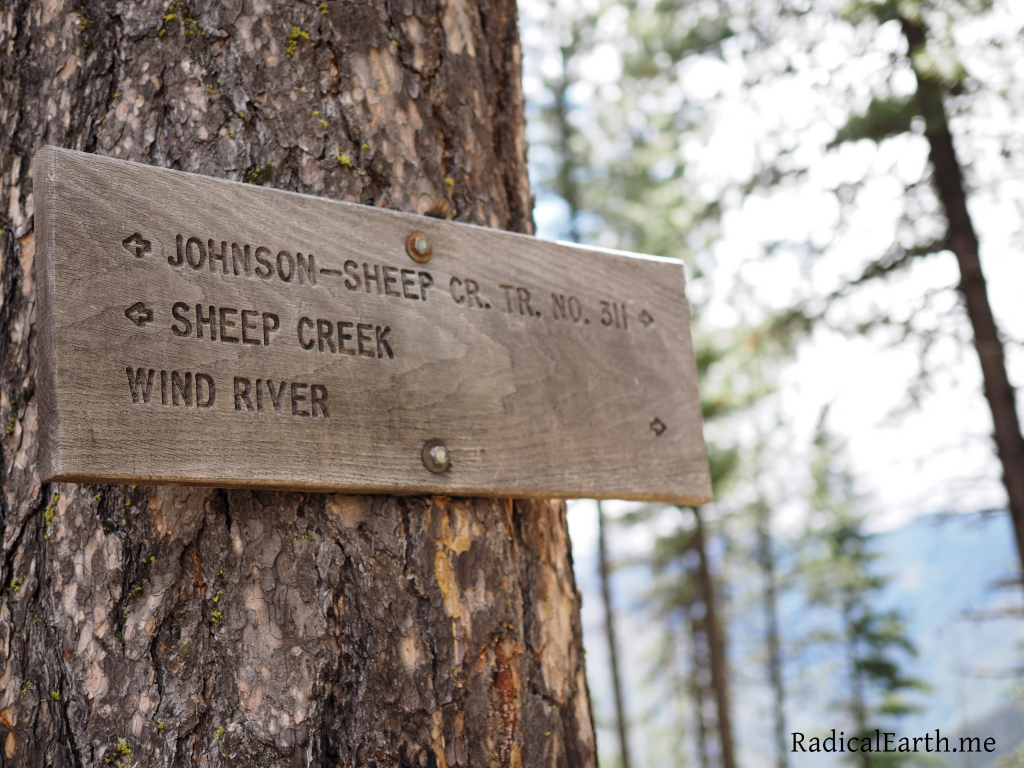 JOHNSON–SHEEP CR. TR. NO. 311
SHEEP CREEK
WIND RIVER
RadicalEarth.me